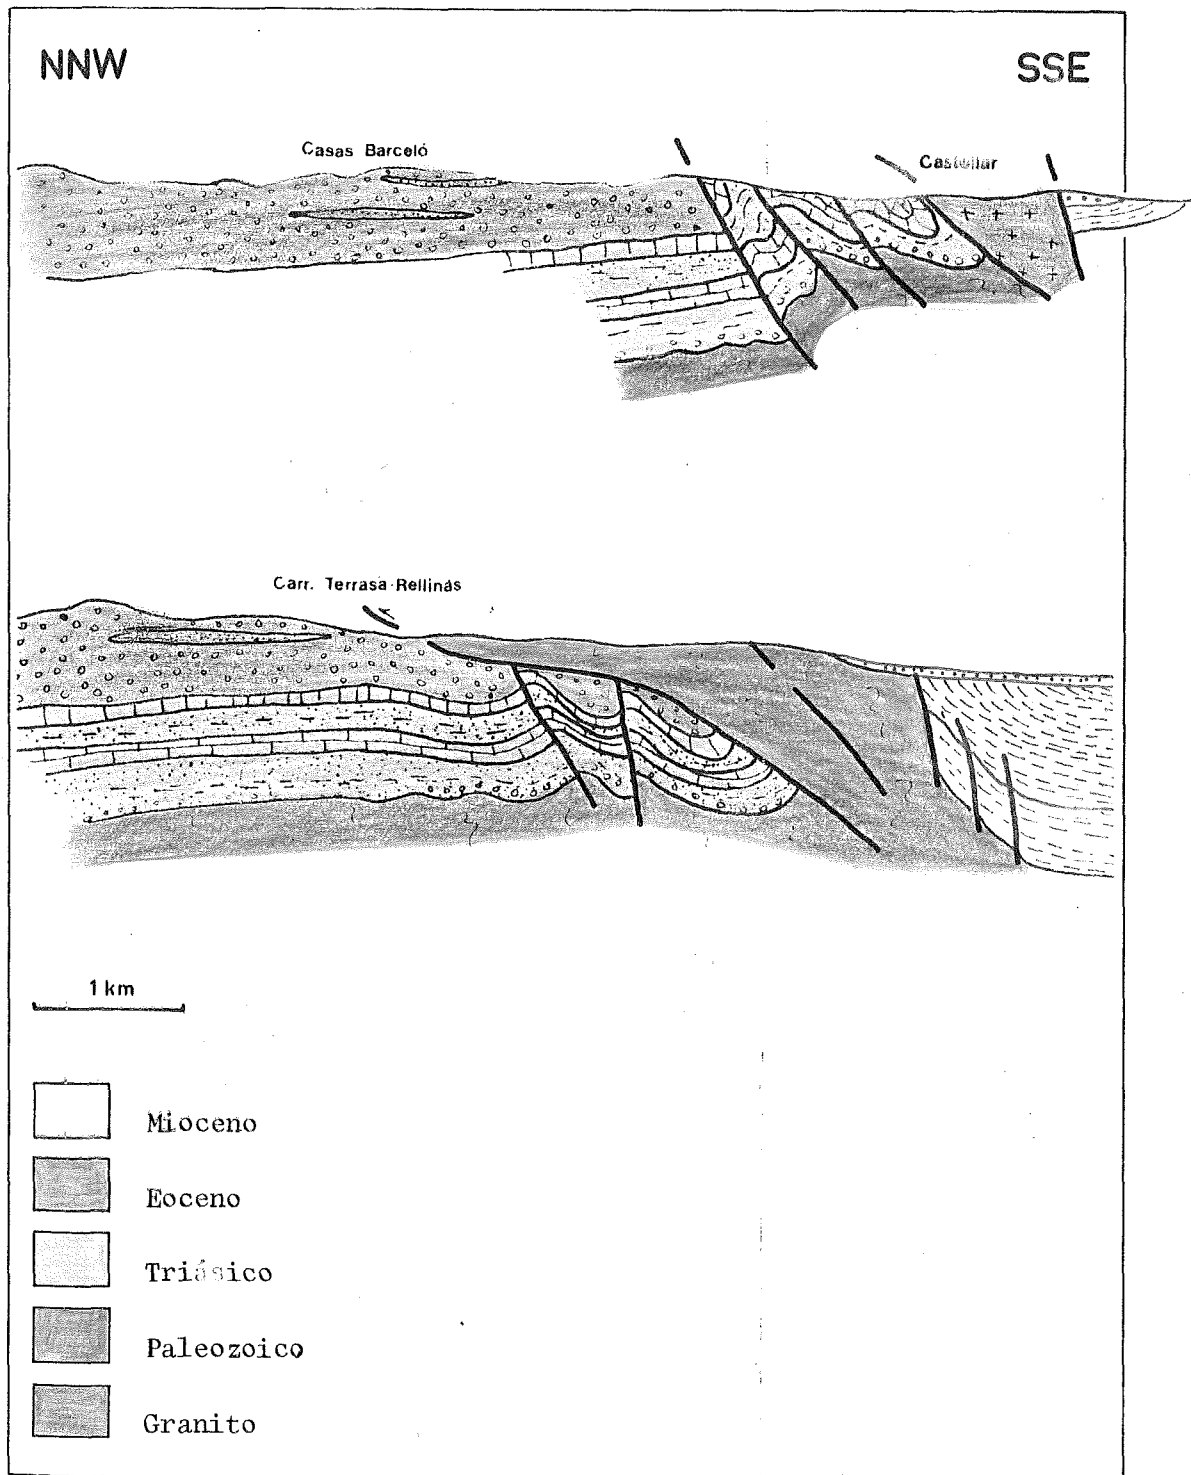 NNW
SSE
Casas Barceló
Castellar
Carr. Terrasa-Rellinás
1 km
Mioceno
Eoceno
Triásico
Paleozoico
Granito